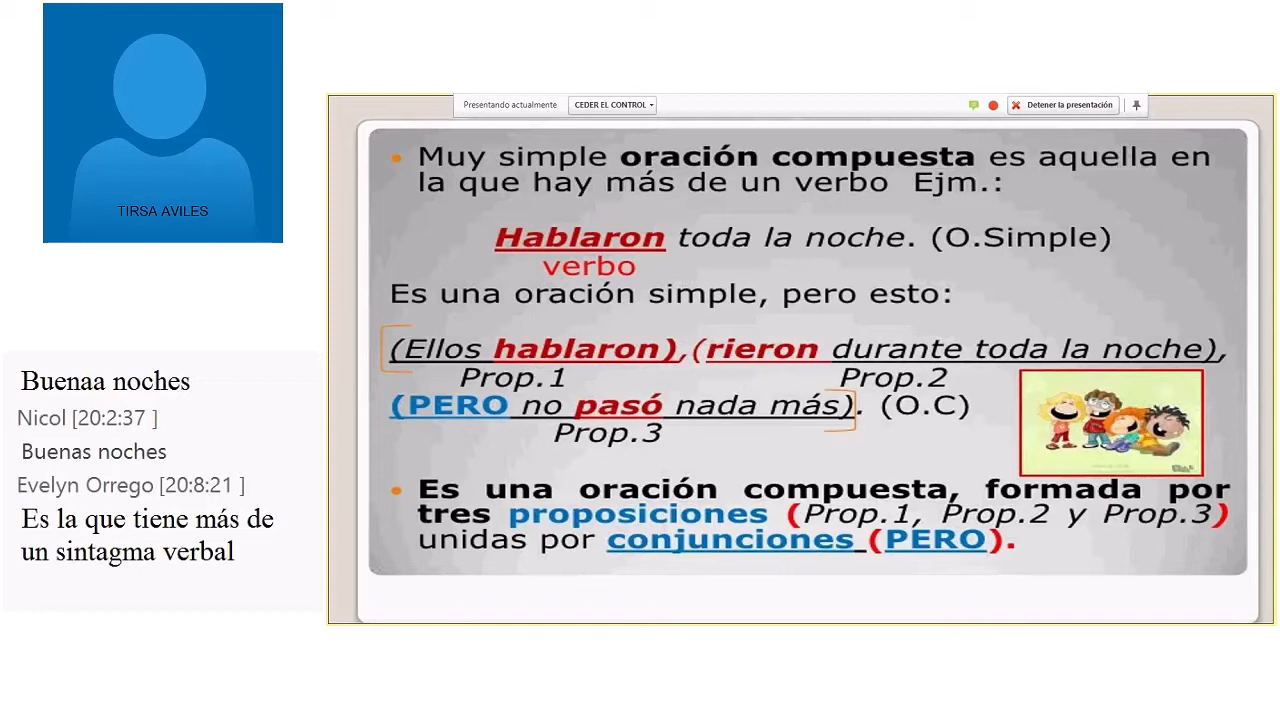 TIRSA AVILES
Buenaa noches
Nicol [20:2:37 ]
Buenas noches
Evelyn Orrego [20:8:21 ]
Es la que tiene más de
un sintagma verbal
Presentando actualmente CEDER EL CONTROL Detener la presentación
• Muy simple oración compuesta es aquella en
la que hay más de un verbo Ejm.:
Hablaron toda la noche. (O.Simple)
verbo
Es una oración simple, pero esto:
(Ellos hablaron),(rieron durante toda la noche),
Prop.1 Prop.2
(PERO no pasó nada más). (O.C)
Prop.3
• Es una oración compuesta, formada por
tres proposiciones (Prop.1, Prop.2 y Prop.3)
unidas por conjunciones (PERO).